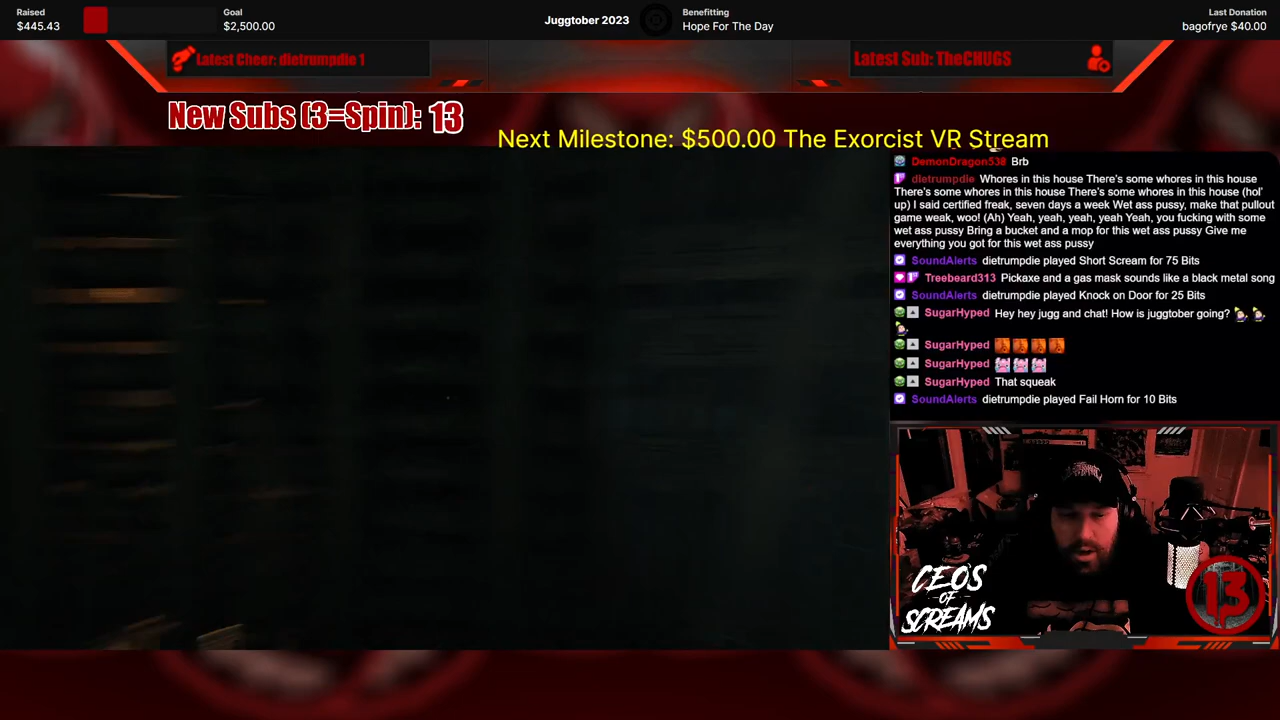 Raised
$445.43
Goal
$2,500.00
Juggtober 2023
Benefitting
Hope For The Day
Last Donation
bagofrye $40.00
Latest Cheer: dietrumpdie 1
Latest Sub: TheCHUGS
New Subs (3=Spin): 13
Next Milestone: $500.00 The Exorcist VR Stream
DemonDragon538 Brb
dietrumpdie Whores in this house There's some whores in this house
There's some whores in this house There's some whores in this house (hol'
up) I said certified freak, seven days a week Wet ass pussy, make that pullout
game weak, woo! (Ah) Yeah, yeah, yeah, yeah Yeah, you fucking with some
wet ass pussy Bring a bucket and a mop for this wet ass pussy Give me
everything you got for this wet ass pussy
SoundAlerts dietrumpdie played Short Scream for 75 Bits
Treebeard313 Pickaxe and a gas mask sounds like a black metal song
SoundAlerts dietrumpdie played Knock on Door for 25 Bits
SugarHyped Hey hey jugg and chat! How is juggtober going?
SugarHyped
SugarHyped
SugarHyped That squeak
SoundAlerts dietrumpdie played Fail Horn for 10 Bits
CEOS
OF
SCREAMS
13